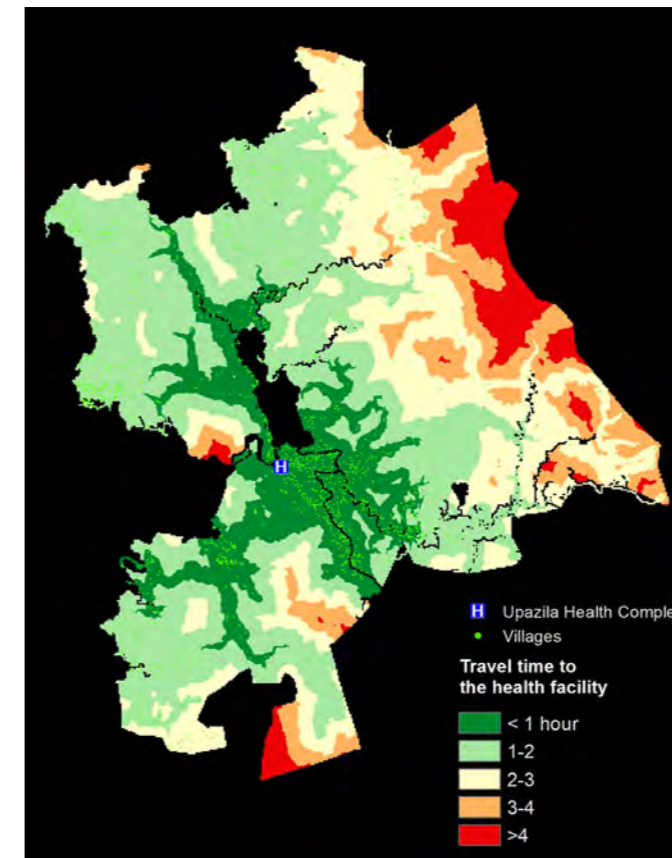 H
H Upazila Health Comple
Villages
Travel time to
the health facility
< 1 hour
1-2
2-3
3-4
>4